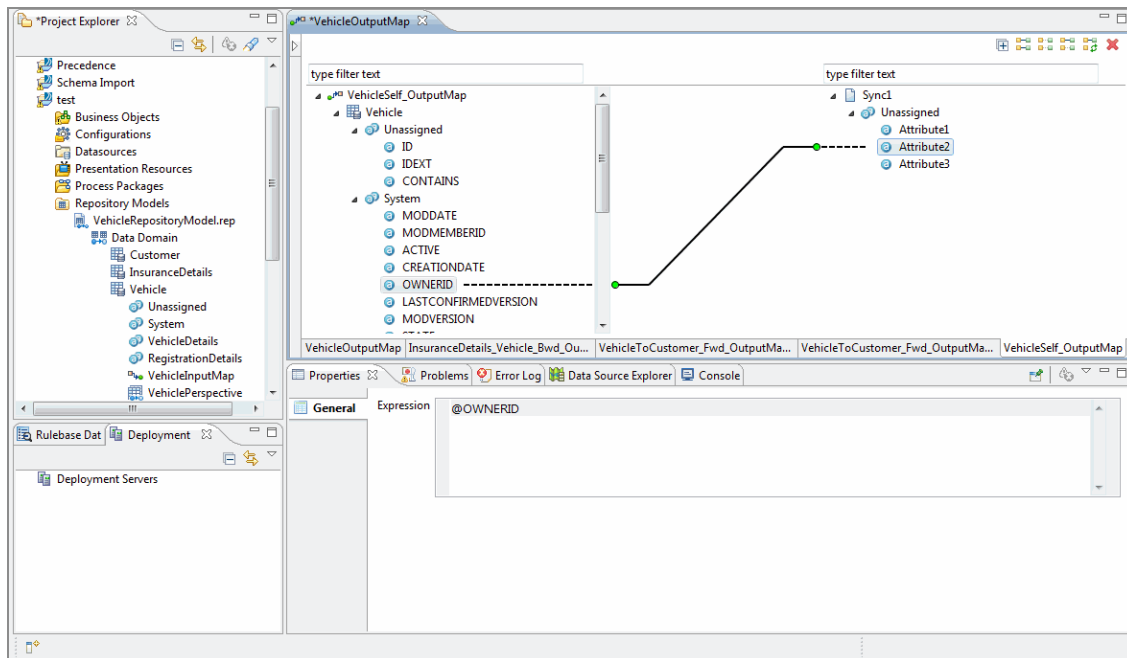 *Project Explorer
Precedence
Schema Import
test
Business Objects
Configurations
Datasources
Presentation Resources
Process Packages
Repository Models
VehicleRepositoryModel.rep
Data Domain
Customer
InsuranceDetails
Vehicle
Unassigned
System
VehicleDetails
RegistrationDetails
VehicleInputMap
VehiclePerspective
Rulebase Dat Deployment
Deployment Servers
*VehicleOutputMap
type filter text
VehicleSelf_OutputMap
Vehicle
Unassigned
ID
IDEXT
CONTAINS
System
MODDATE
MODMEMBERID
ACTIVE
CREATIONDATE
OWNERID
LASTCONFIRMEDVERSION
MODVERSION
type filter text
Sync1
Unassigned
Attribute1
Attribute2
Attribute3
VehicleOutputMap InsuranceDetails_Vehicle_Bwd_Ou... VehicleToCustomer_Fwd_OutputMa... VehicleToCustomer_Fwd_OutputMa... VehicleSelf_OutputMap
Properties Problems Error Log Data Source Explorer Console
General Expression @OWNERID